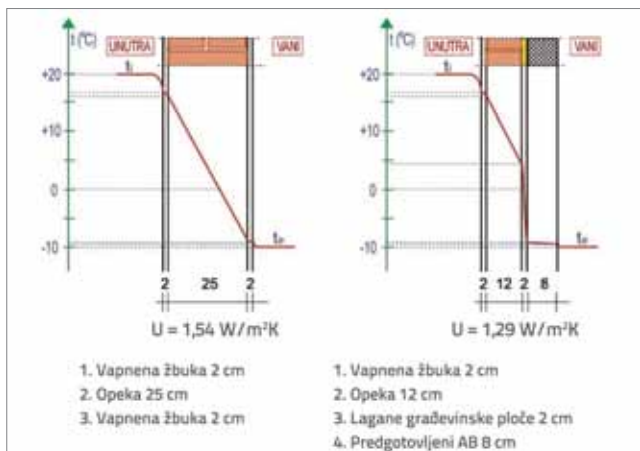 t (°C) UNUTRA VANI
tᵢ
+20
+10
0
-10
tₑ
2 25 2
U = 1,54 W/m²K
1. Vapnena žbuka 2 cm
2. Opeka 25 cm
3. Vapnena žbuka 2 cm
t (°C) UNUTRA VANI
tᵢ
+20
+10
0
-10
tₑ
2 12 2 8
U = 1,29 W/m²K
1. Vapnena žbuka 2 cm
2. Opeka 12 cm
3. Lagane građevinske ploče 2 cm
4. Predgotovljeni AB 8 cm